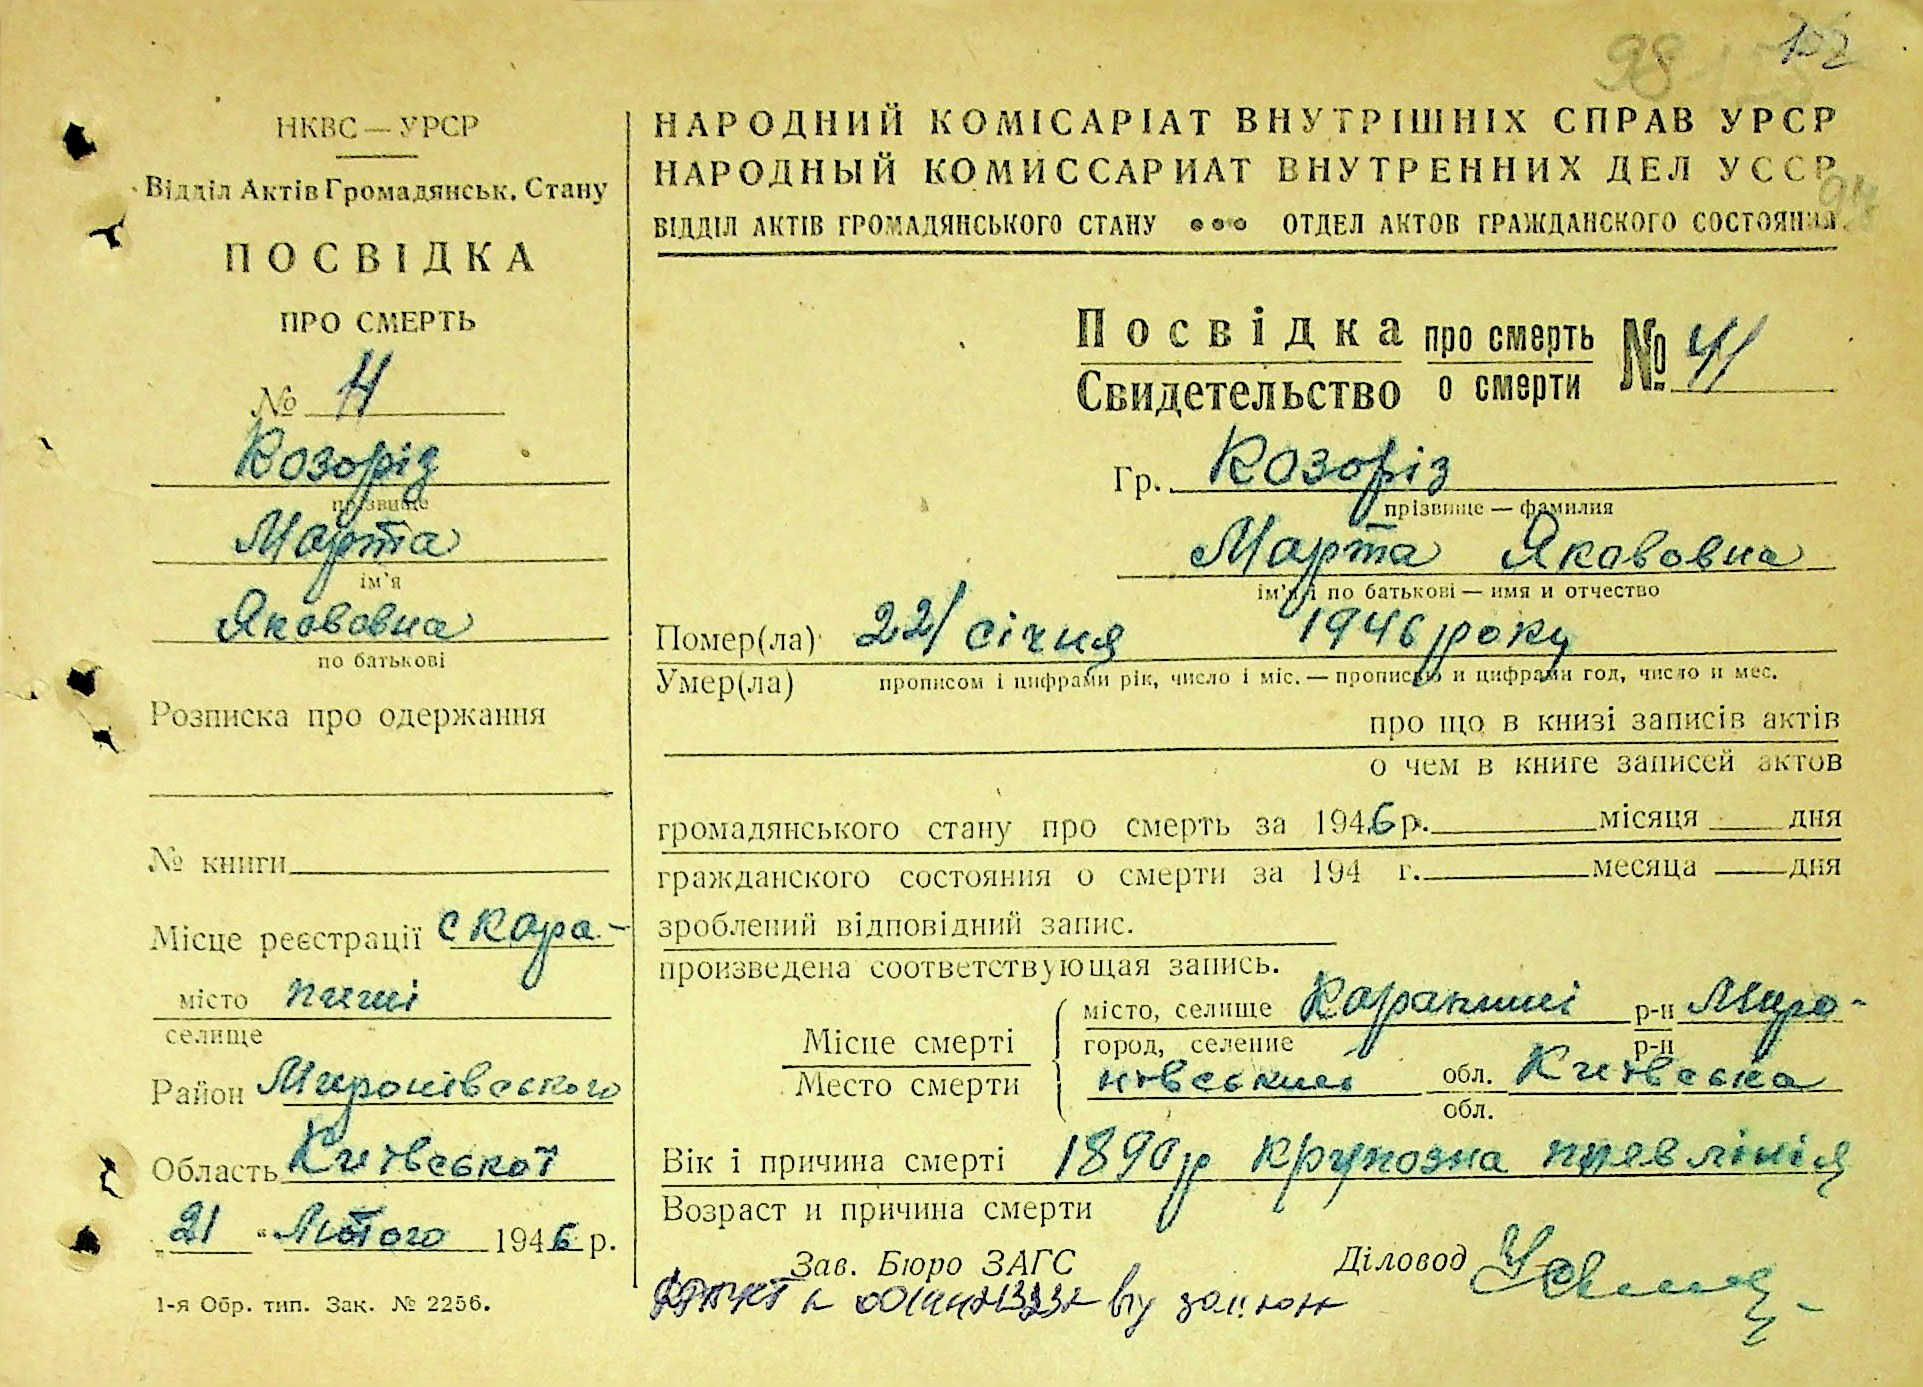 98
НКВС — УРСР
Відділ Актів Громадянськ. Стану
ПОСВІДКА
ПРО СМЕРТЬ
№ 4
Козоріз
прізвище
Марта
ім'я
Якововна
по батькові
Розписка про одержання
№ книги
Місце реєстрації с Кара-
місто пиші
селище
Район Миронівського
Область Київської
„21" Лютого 1946 р.
1-я Обр. тип. Зак. № 2256.
НАРОДНИЙ КОМІСАРІАТ ВНУТРІШНІХ СПРАВ УРСР
НАРОДНЫЙ КОМИССАРИАТ ВНУТРЕННИХ ДЕЛ УССР
ВІДДІЛ АКТІВ ГРОМАДЯНСЬКОГО СТАНУ ••• ОТДЕЛ АКТОВ ГРАЖДАНСКОГО СОСТОЯНИЯ
Посвідка про смерть № 41
Свидетельство о смерти
Гр. Козоріз
прізвище — фамилия
Марта Якововна
ім'я і по батькові — имя и отчество
Помер(ла) 22/ січня 1946 року
Умер(ла) прописом і цифрами рік, число і міс. — прописью и цифрами год, число и мес.
про що в книзі записів актів
о чем в книге записей актов
громадянського стану про смерть за 1946 р. місяця дня
гражданского состояния о смерти за 194 г. месяца дня
зроблений відповідний запис.
произведена соответствующая запись.
Місце смерті місто, селище Карапиші р-н Миро-
город, селение р-н
Место смерти нівський обл. Київська
обл.
Вік і причина смерті 1890 р крупозна пневмонія
Возраст и причина смерти
Зав. Бюро ЗАГС
Діловод